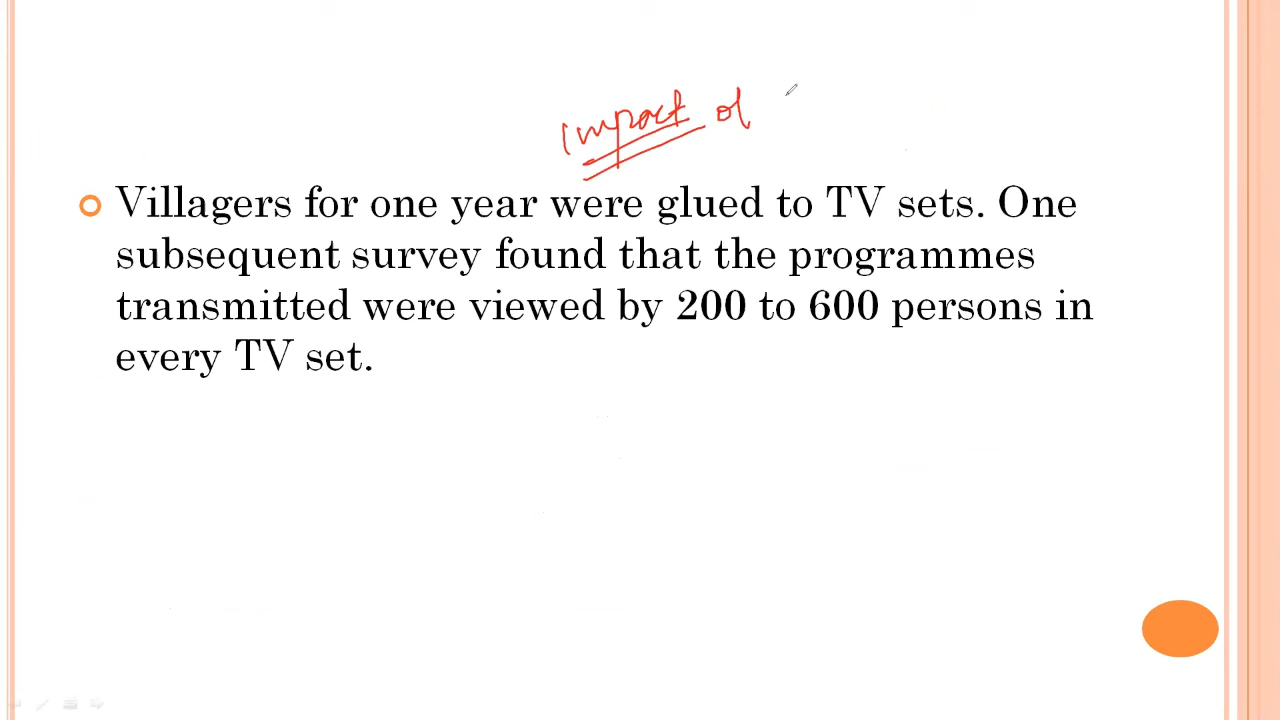 Impact of
Villagers for one year were glued to TV sets. One
subsequent survey found that the programmes
transmitted were viewed by 200 to 600 persons in
every TV set.